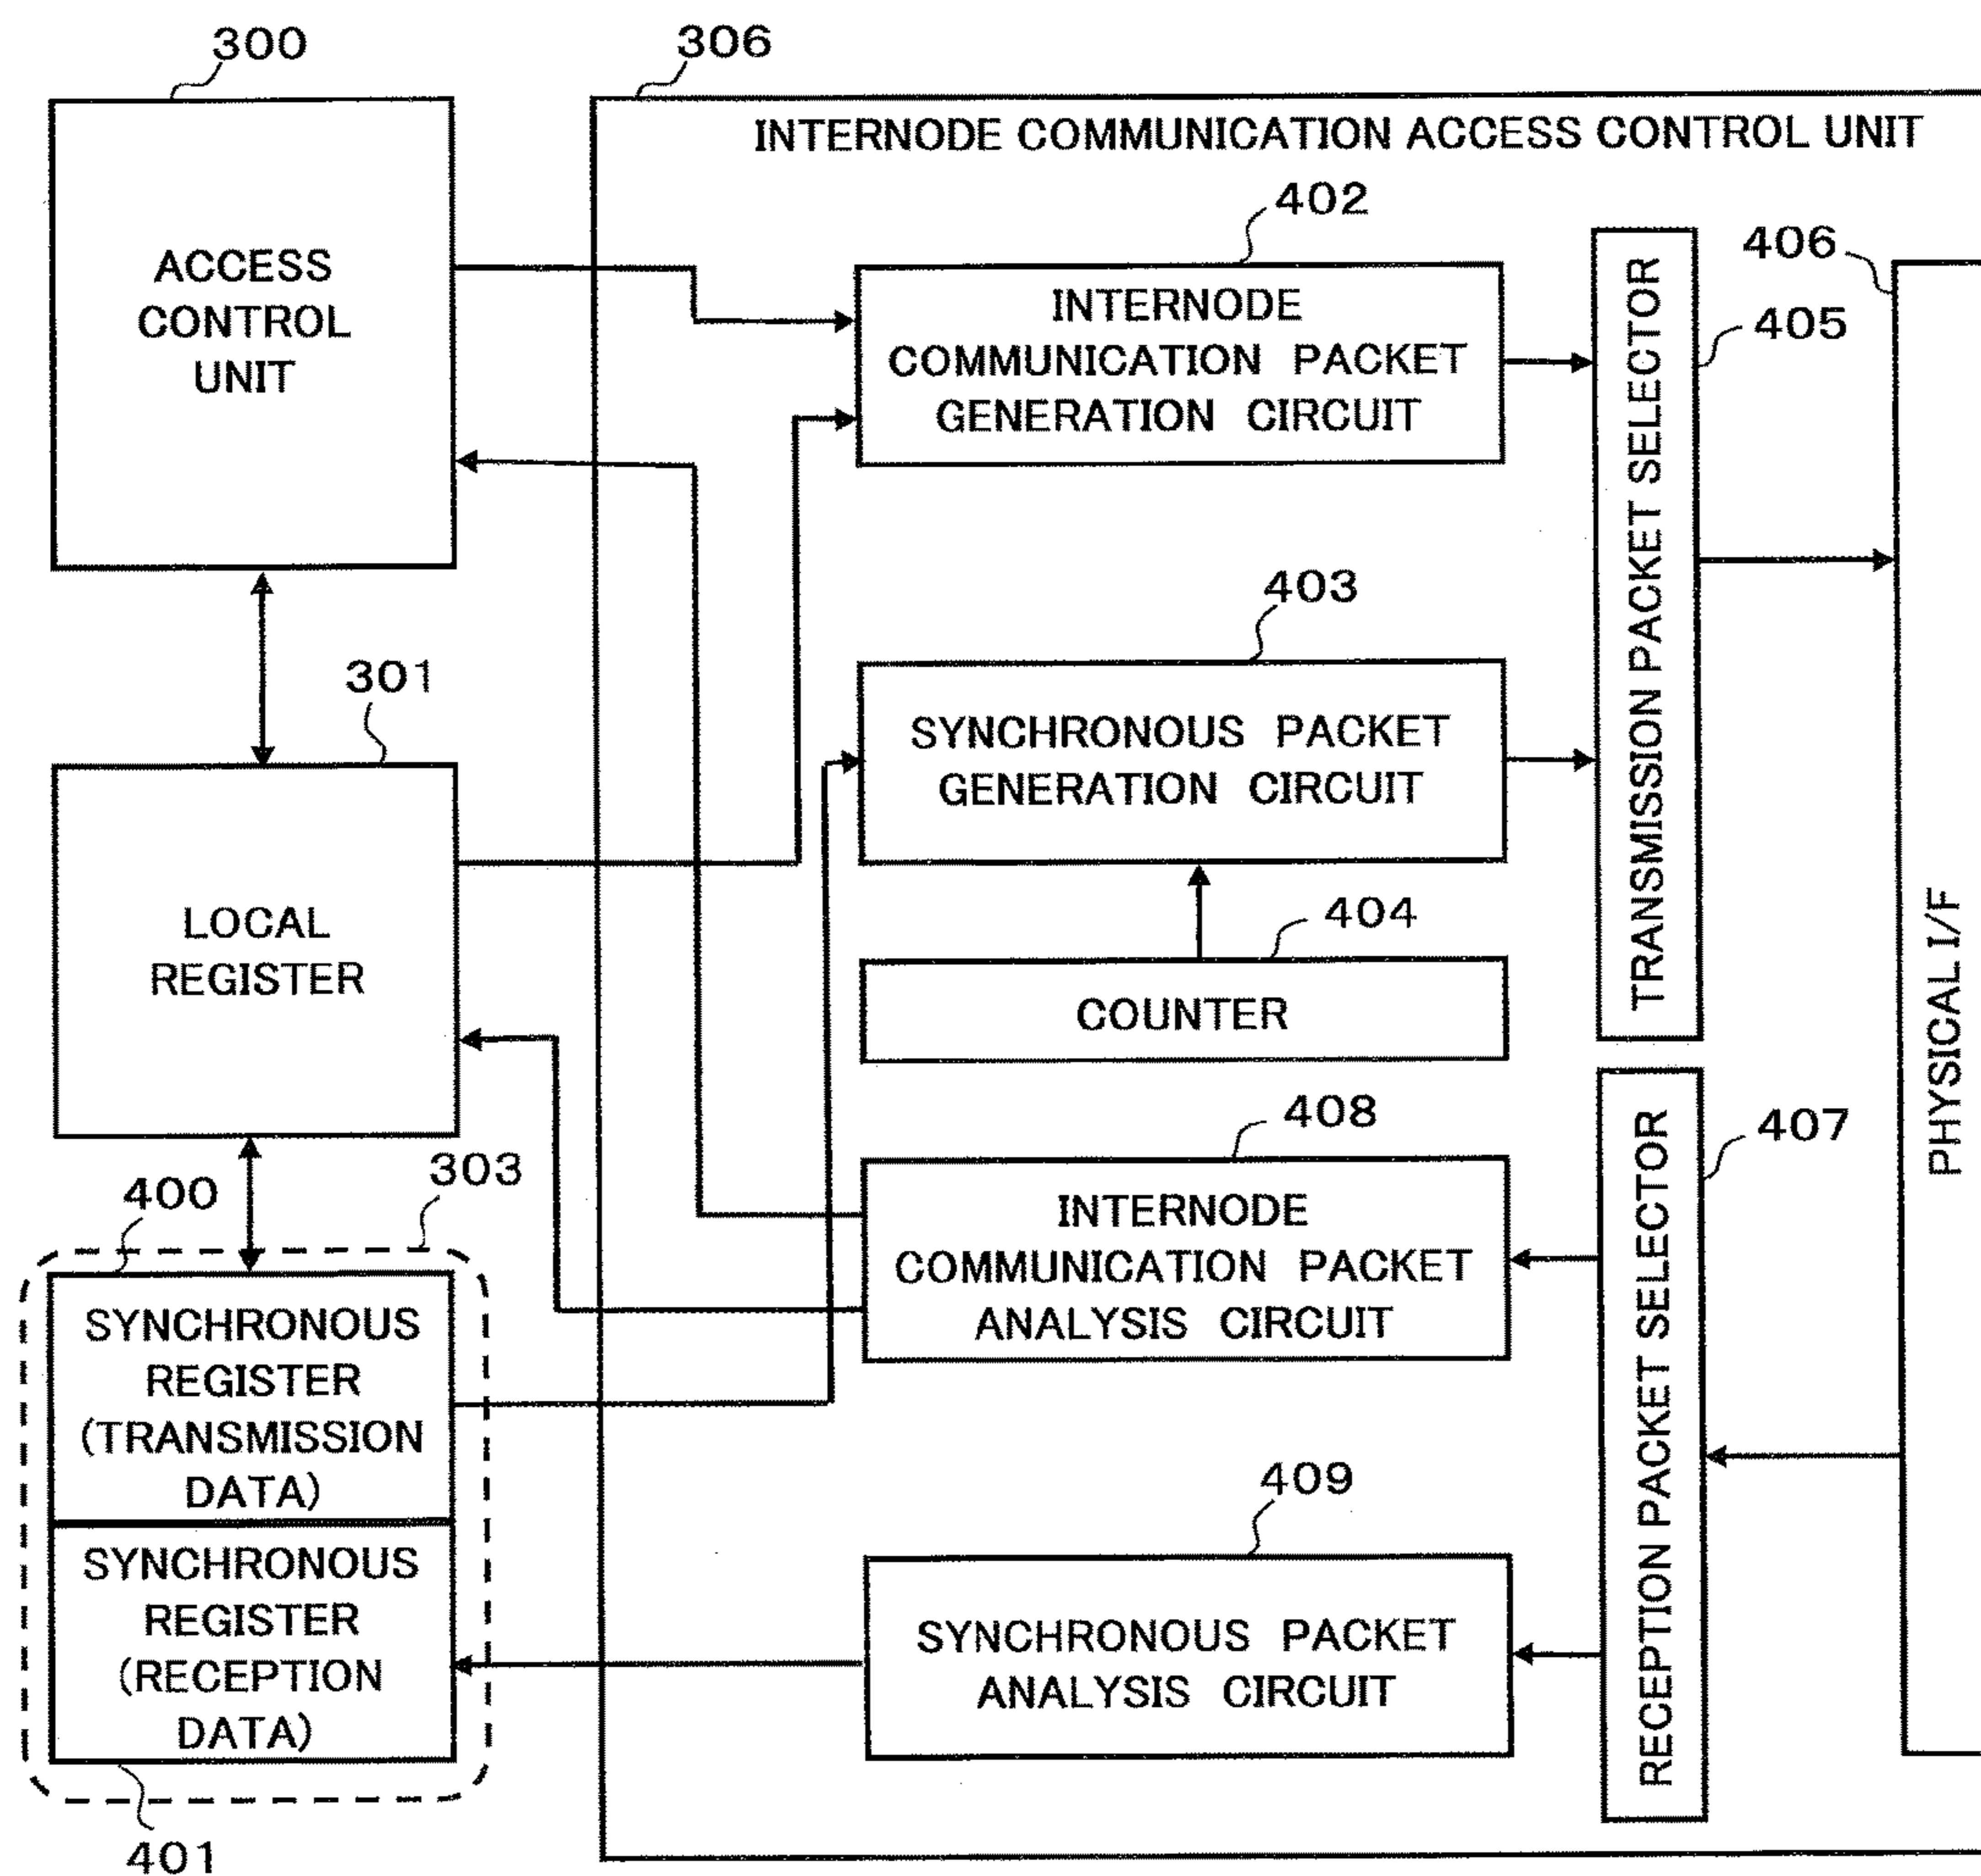 300
306
INTERNODE COMMUNICATION ACCESS CONTROL UNIT
ACCESS
CONTROL
UNIT
402
INTERNODE
COMMUNICATION PACKET
GENERATION CIRCUIT
TRANSMISSION PACKET SELECTOR
405
406
PHYSICAL I/F
403
SYNCHRONOUS PACKET
GENERATION CIRCUIT
301
LOCAL
REGISTER
404
COUNTER
408
INTERNODE
COMMUNICATION PACKET
ANALYSIS CIRCUIT
RECEPTION PACKET SELECTOR
407
400
303
SYNCHRONOUS
REGISTER
(TRANSMISSION
DATA)
409
SYNCHRONOUS PACKET
ANALYSIS CIRCUIT
SYNCHRONOUS
REGISTER
(RECEPTION
DATA)
401